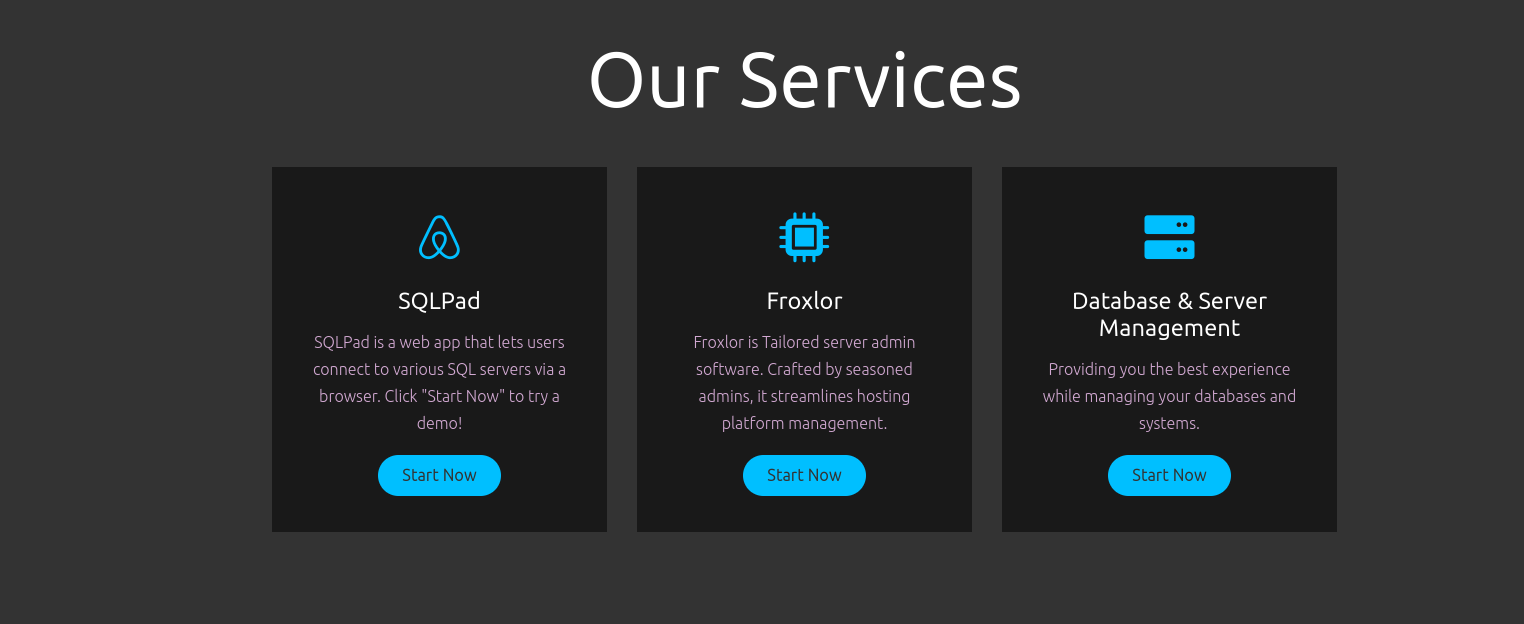 Our Services
SQLPad
SQLPad is a web app that lets users
connect to various SQL servers via a
browser. Click "Start Now" to try a
demo!
Start Now
Froxlor
Froxlor is Tailored server admin
software. Crafted by seasoned
admins, it streamlines hosting
platform management.
Start Now
Database & Server
Management
Providing you the best experience
while managing your databases and
systems.
Start Now